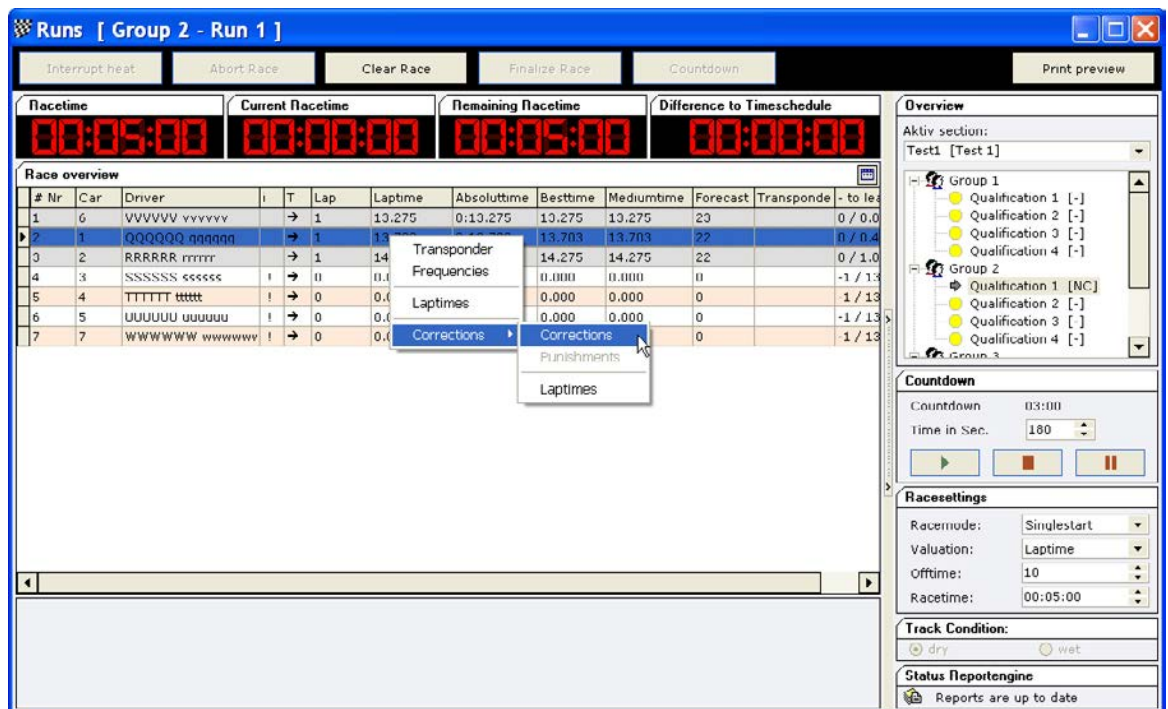 Runs [ Group 2 - Run 1 ]
Interrupt heat Abort Race Clear Race Finalize Race Countdown Print preview
Racetime Current Racetime Remaining Racetime Difference to Timeschedule
00:05:00 00:00:00 00:05:00 00:00:00
Race overview
# Nr Car Driver T Lap Laptime Absoluttime Besttime Mediumtime Forecast Transponde - to lea
1 6 VVVVVV vvvvvv → 1 13.275 0:13.275 13.275 13.275 23 0 / 0.0
2 1 QQQQQQ qqqqqq → 1 13.703 13.703 22 0 / 0.4
3 2 RRRRRR rrrrrr → 1 14 14.275 14.275 22 0 / 1.0
4 3 SSSSSS ssssss ! → 0 0.0 0.000 0.000 0 -1 / 13
5 4 TTTTTT tttttt ! → 0 0.0 0.000 0.000 0 -1 / 13
6 5 UUUUUU uuuuuu ! → 0 0.0 0.000 0.000 0 -1 / 13
7 7 WWWWWW wwwwww ! → 0 0.0 0 -1 / 13
Transponder
Frequencies
Laptimes
Corrections
Corrections
Punishments
Laptimes
Overview
Aktiv section:
Test1 [Test 1]
Group 1
Qualification 1 [-]
Qualification 2 [-]
Qualification 3 [-]
Qualification 4 [-]
Group 2
Qualification 1 [NC]
Qualification 2 [-]
Qualification 3 [-]
Qualification 4 [-]
Group 3
Countdown
Countdown 03:00
Time in Sec. 180
Racesettings
Racemode: Singlestart
Valuation: Laptime
Offtime: 10
Racetime: 00:05:00
Track Condition:
dry wet
Status Reportengine
Reports are up to date